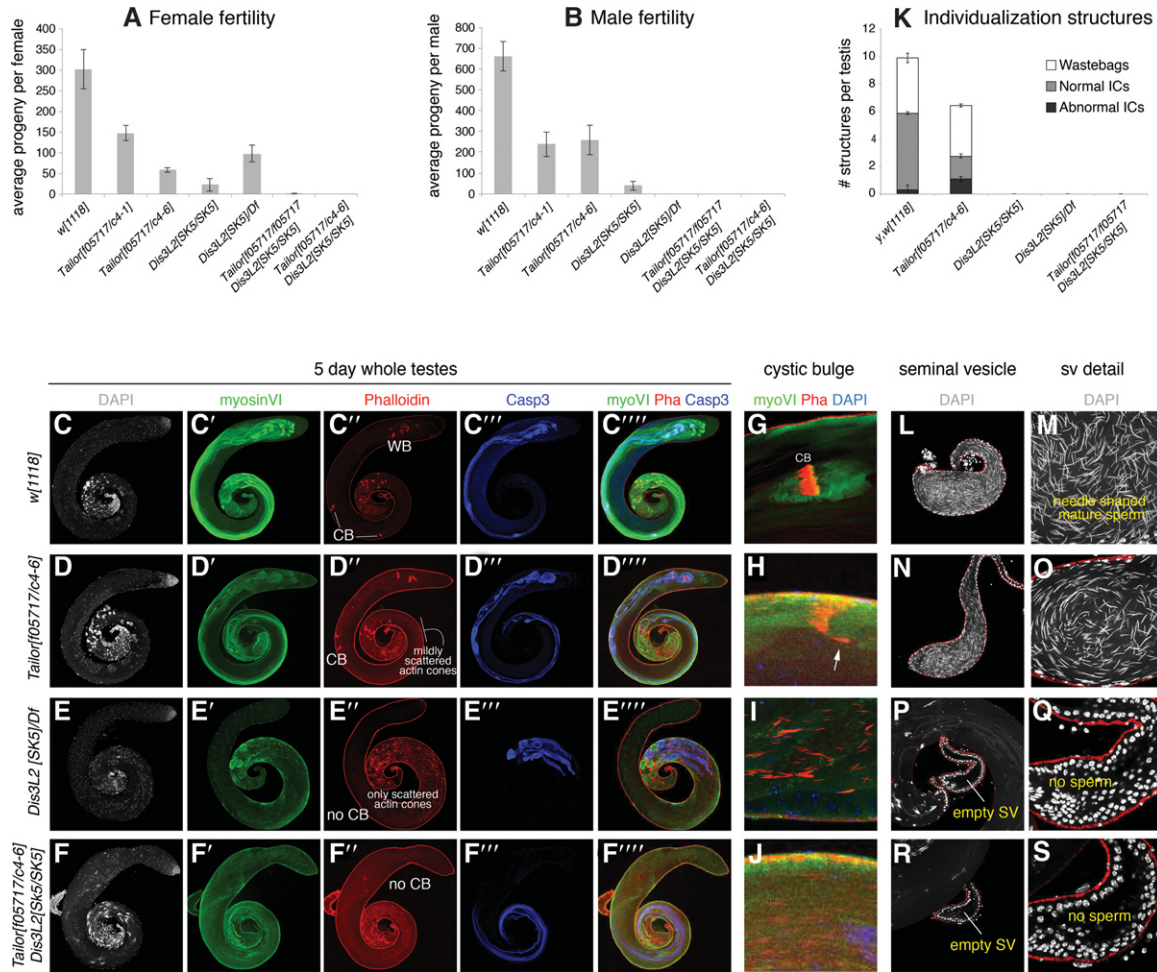 A Female fertility
average progeny per female
400
350
300
250
200
150
100
50
0
w[1118]
Tailor[f05717/c4-1]
Tailor[f05717/c4-6]
Dis3L2[SK5/SK5]
Dis3L2[SK5]/Df
Tailor[f05717/f05717
Dis3L2[SK5/SK5]
Tailor[f05717/c4-6]
Dis3L2[SK5/SK5]
B Male fertility
average progeny per male
800
700
600
500
400
300
200
100
0
w[1118]
Tailor[f05717/c4-1]
Tailor[f05717/c4-6]
Dis3L2[SK5/SK5]
Dis3L2[SK5]/Df
Tailor[f05717/f05717
Dis3L2[SK5/SK5]
Tailor[f05717/c4-6]
Dis3L2[SK5/SK5]
K Individualization structures
# structures per testis
12
10
8
6
4
2
0
Wastebags
Normal ICs
Abnormal ICs
y,w[1118]
Tailor[f05717/c4-6]
Dis3L2[SK5/SK5]
Dis3L2[SK5]/Df
Tailor[f05717/f05717
Dis3L2[SK5/SK5]
5 day whole testes
cystic bulge
seminal vesicle
sv detail
DAPI
myosinVI
Phalloidin
Casp3
myoVI Pha Casp3
myoVI Pha DAPI
DAPI
DAPI
w[1118]
C
C'
C''
WB
CB
C'''
C''''
G
CB
L
M
needle shaped
mature sperm
Tailor[f05717/c4-6]
D
D'
D''
CB
mildly
scattered
actin cones
D'''
D''''
H
N
O
Dis3L2 [SK5]/Df
E
E'
E''
only scattered
actin cones
no CB
E'''
E''''
I
P
empty SV
Q
no sperm
Tailor[f05717/c4-6]
Dis3L2[Sk5/SK5]
F
F'
F''
no CB
F'''
F''''
J
R
empty SV
S
no sperm